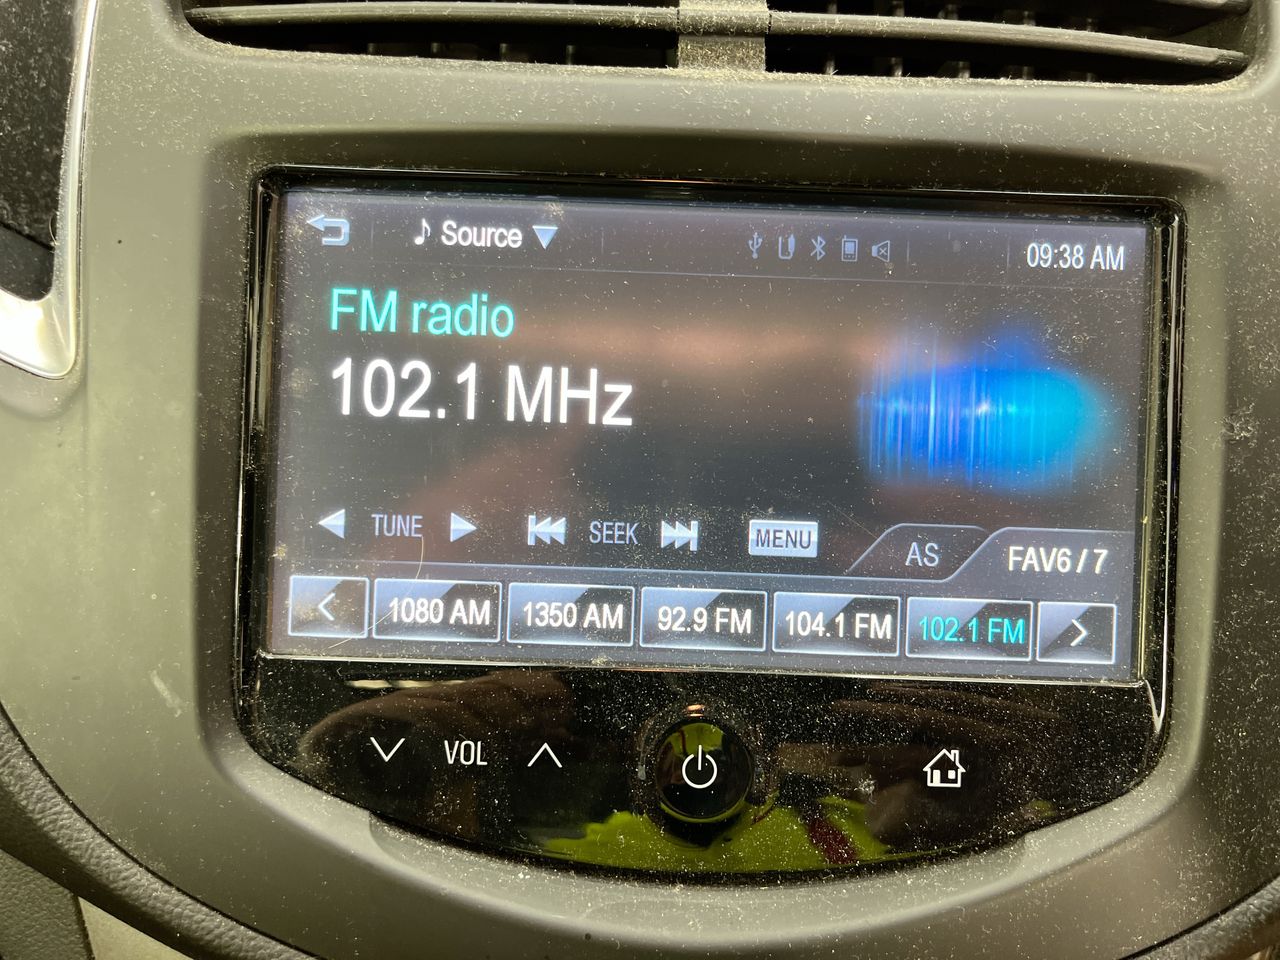 Source
09:38 AM
FM radio
102.1 MHz
TUNE
SEEK
MENU
AS
FAV6 / 7
1080 AM
1350 AM
92.9 FM
104.1 FM
102.1 FM
VOL